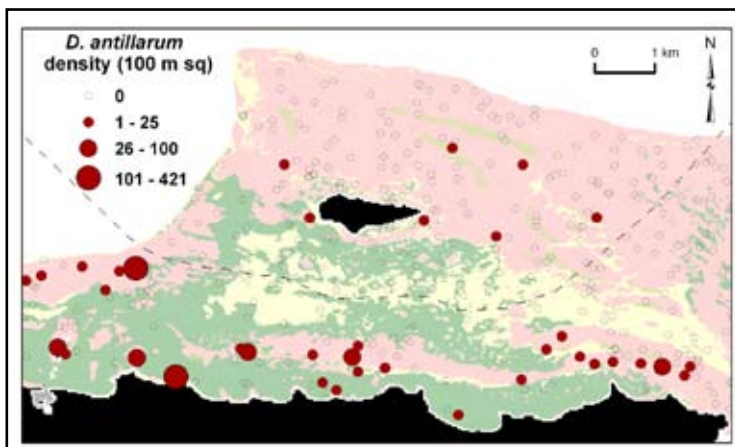 D. antillarum
density (100 m sq)
0
1 - 25
26 - 100
101 - 421
0 1 km
N